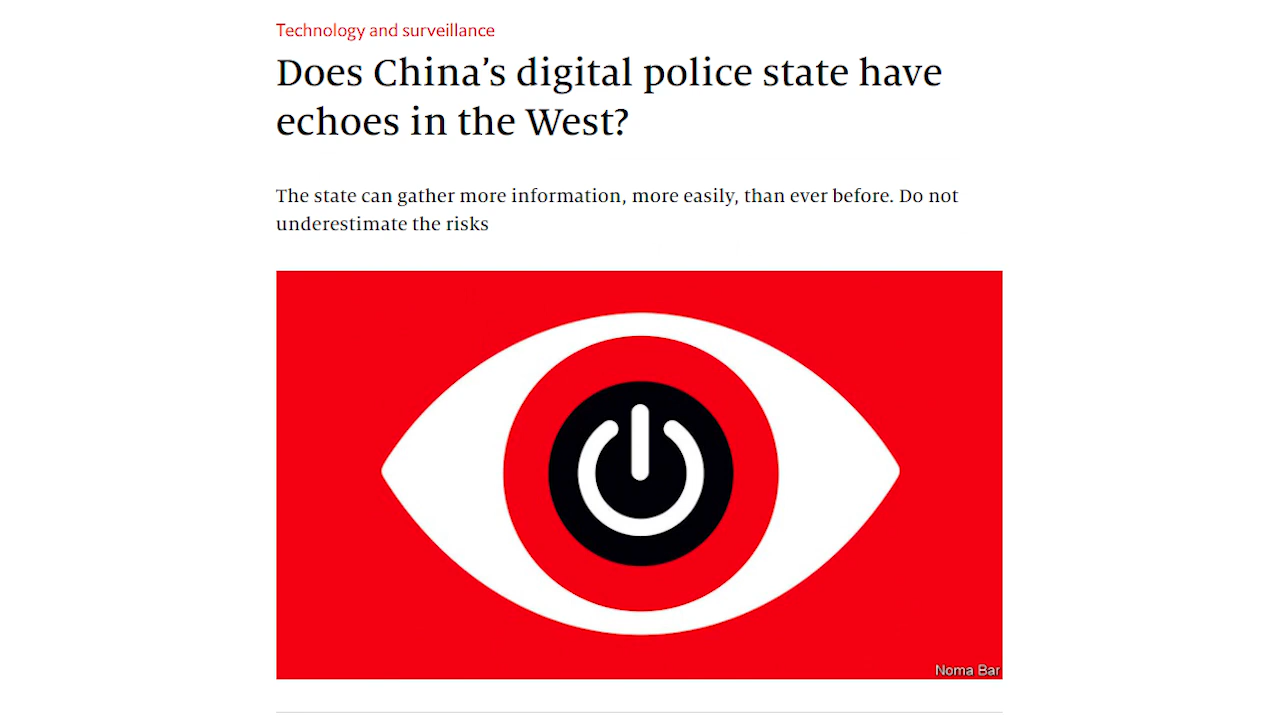 Technology and surveillance
Does China’s digital police state have
echoes in the West?
The state can gather more information, more easily, than ever before. Do not
underestimate the risks
Noma Bar